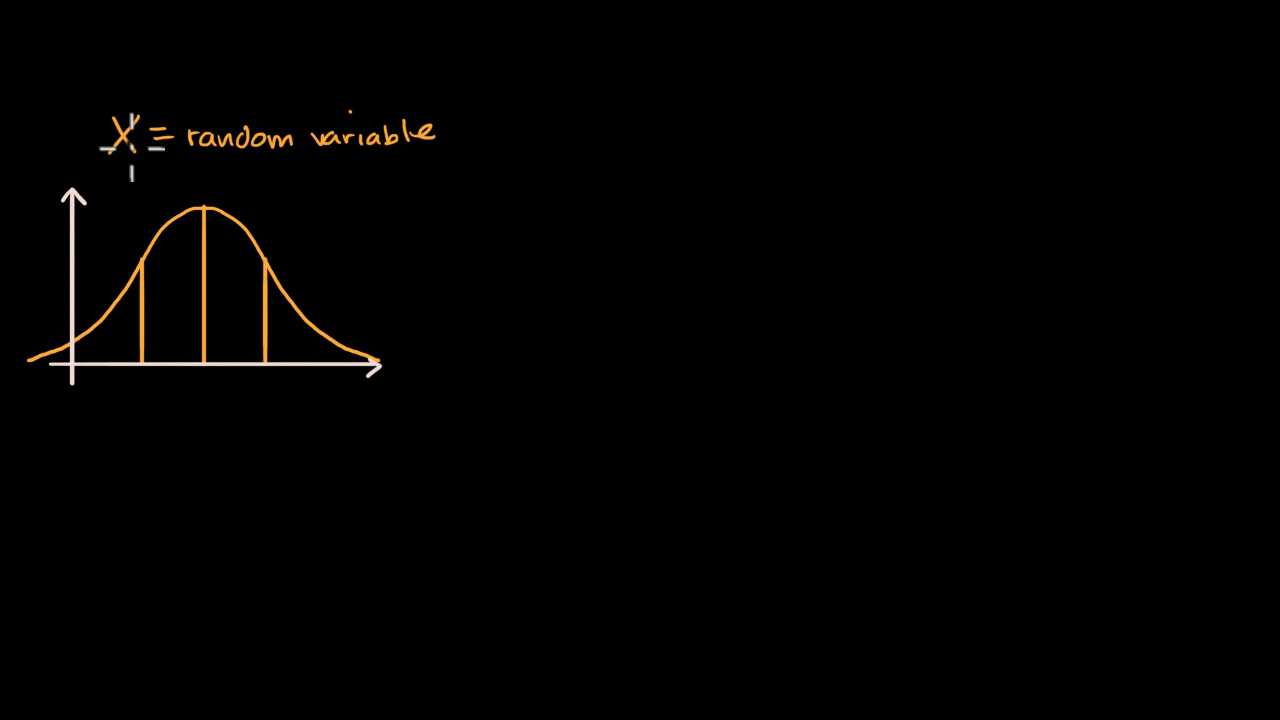 X = random variable